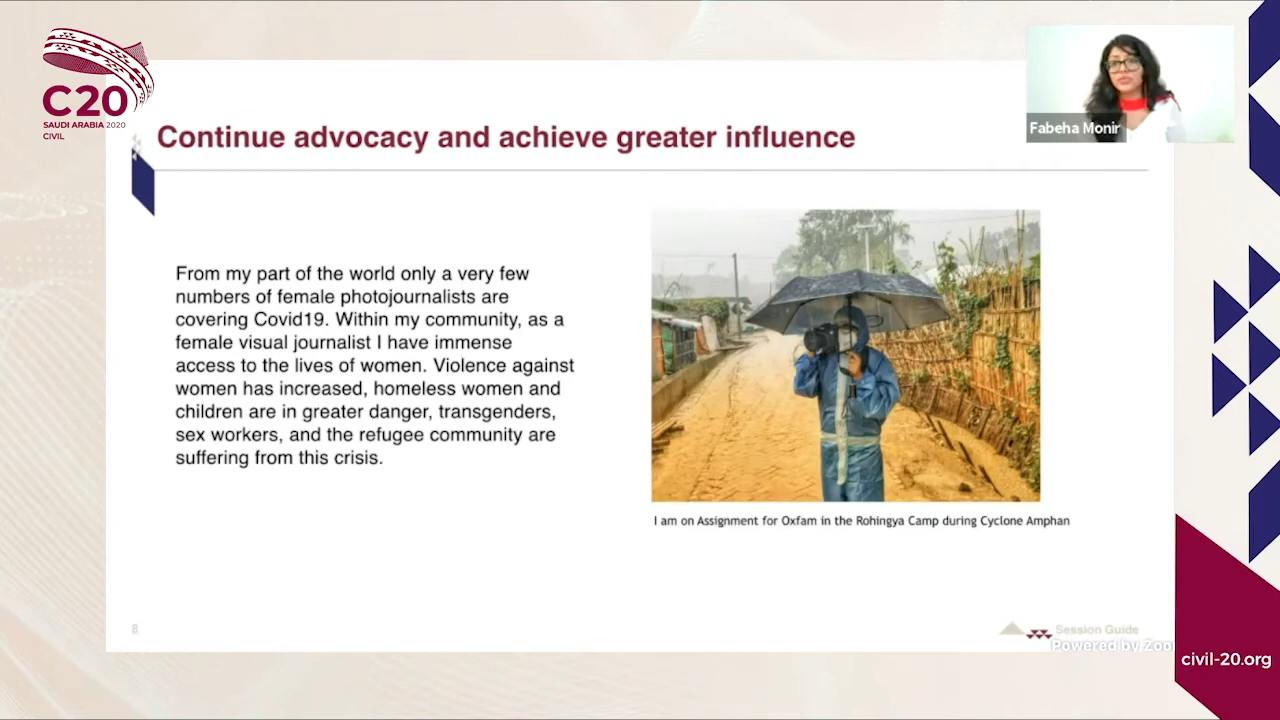 C20
SAUDI ARABIA 2020
CIVIL
Continue advocacy and achieve greater influence
Fabeha Monir
From my part of the world only a very few
numbers of female photojournalists are
covering Covid19. Within my community, as a
female visual journalist I have immense
access to the lives of women. Violence against
women has increased, homeless women and
children are in greater danger, transgenders,
sex workers, and the refugee community are
suffering from this crisis.
I am on Assignment for Oxfam in the Rohingya Camp during Cyclone Amphan
8
Session Guide
Powered by Zoo
civil-20.org